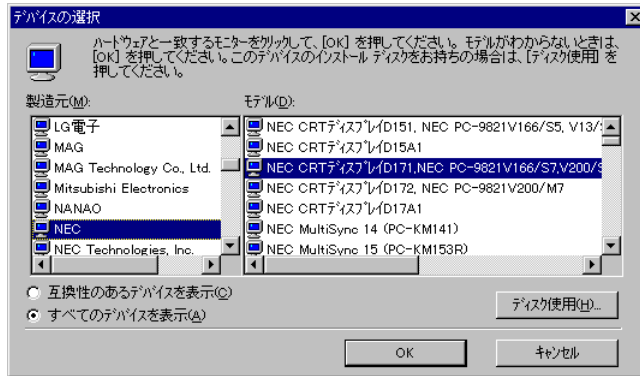 デバイスの選択
ハードウェアと一致するモニターをクリックして、[OK] を押してください。モデルがわからないときは、
[OK] を押してください。このデバイスのインストール ディスクをお持ちの場合は、[ディスク使用] を
押してください。
製造元(M):
モデル(D):
LG電子
MAG
MAG Technology Co., Ltd.
Mitsubishi Electronics
NANAO
NEC
NEC Technologies, Inc.
NEC CRTディスプレイD151, NEC PC-9821V166/S5, V13/
NEC CRTディスプレイD15A1
NEC CRTディスプレイD171,NEC PC-9821V166/S7,V200/S
NEC CRTディスプレイD172, NEC PC-9821V200/M7
NEC CRTディスプレイD17A1
NEC MultiSync 14 (PC-KM141)
NEC MultiSync 15 (PC-KM153R)
互換性のあるデバイスを表示(C)
すべてのデバイスを表示(A)
ディスク使用(H)...
OK
キャンセル